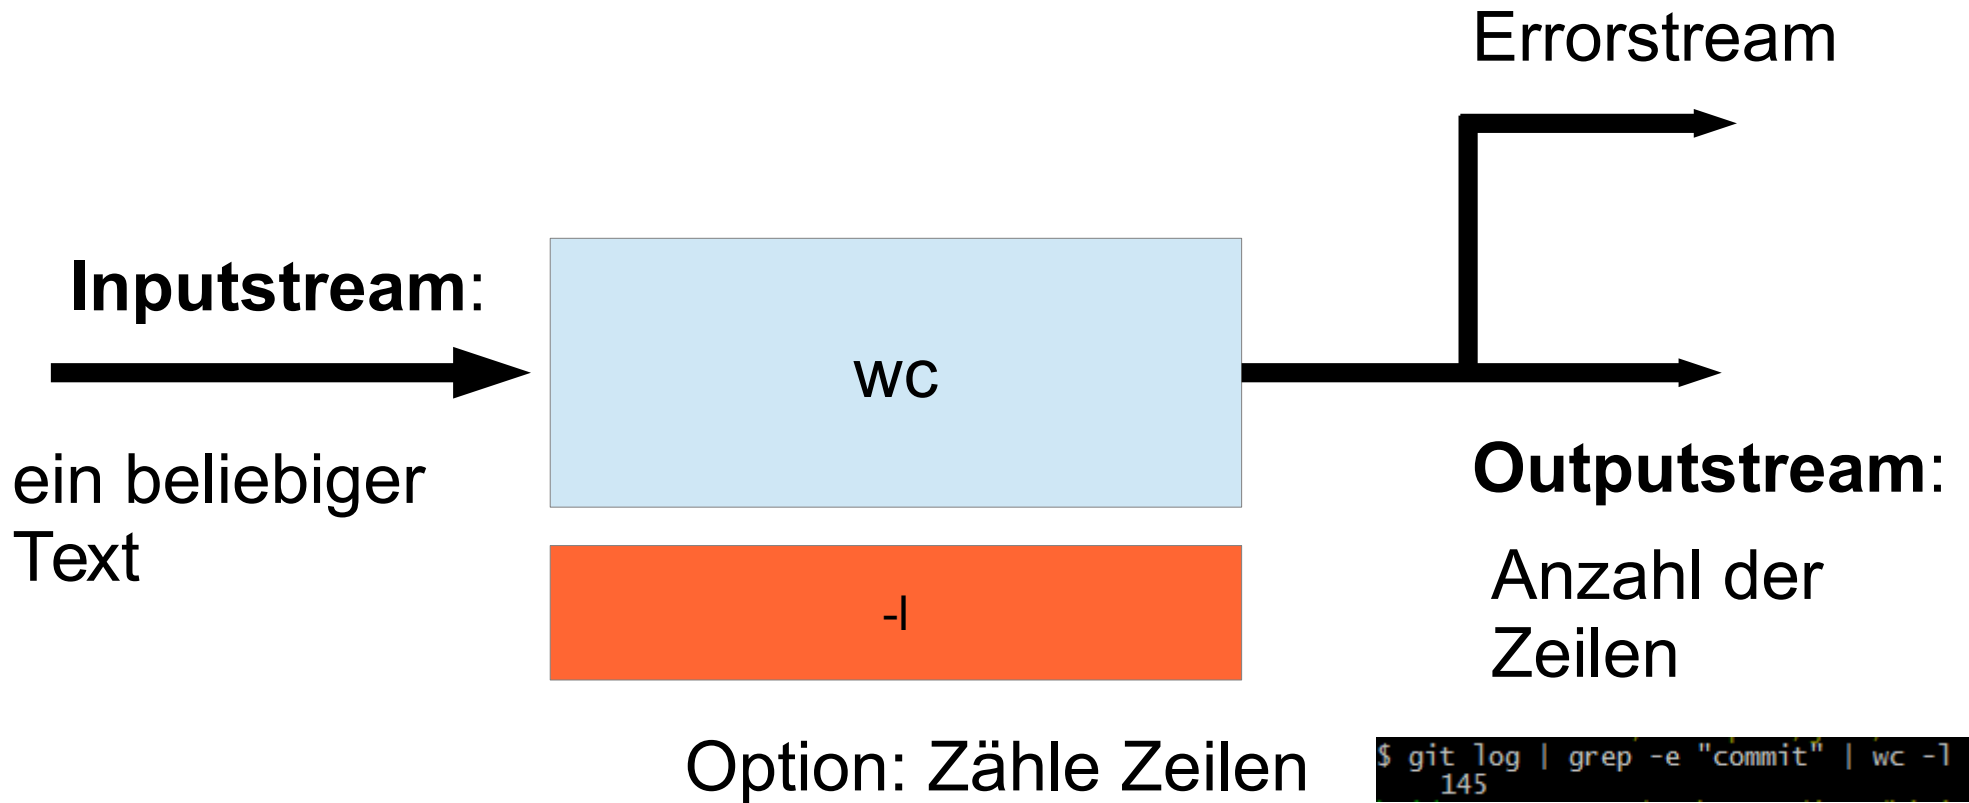 Errorstream
Inputstream:
wc
ein beliebiger
Text
Outputstream:
-l
Anzahl der
Zeilen
Option: Zähle Zeilen
$ git log | grep -e "commit" | wc -l
145